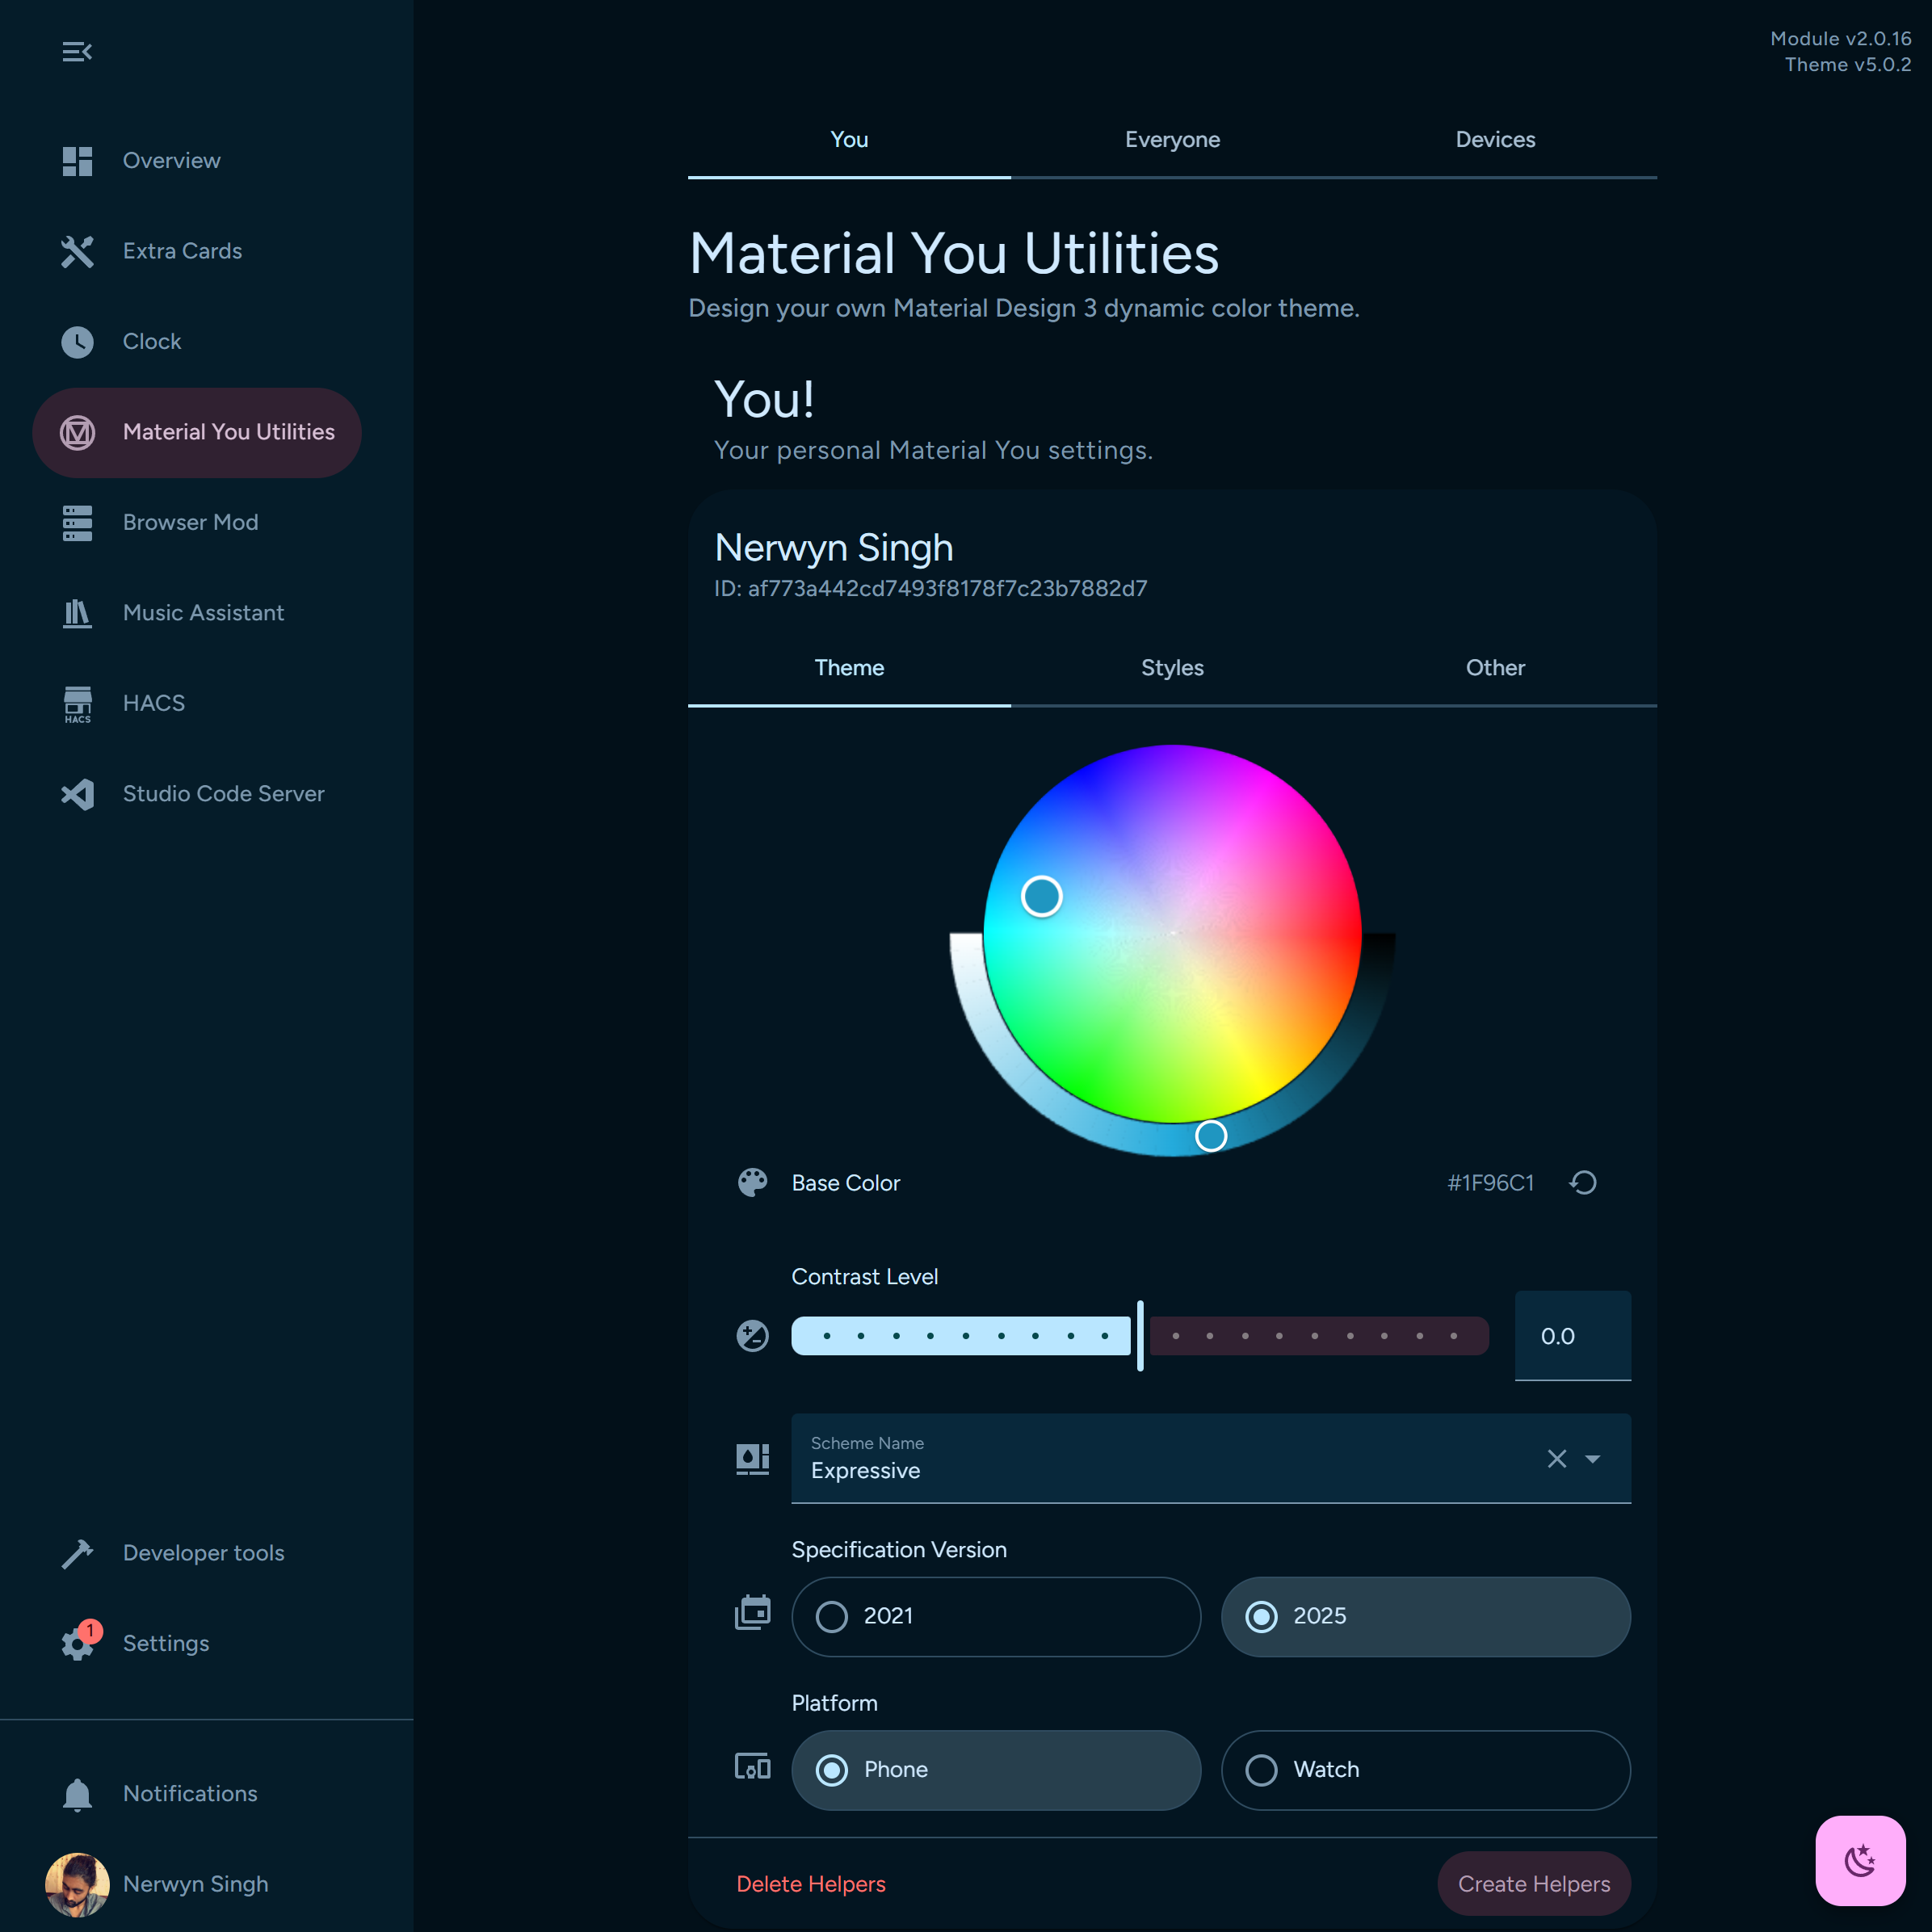 Module v2.0.16
Theme v5.0.2
Overview
Extra Cards
Clock
Material You Utilities
Browser Mod
Music Assistant
HACS
HACS
Studio Code Server
Developer tools
1
Settings
Notifications
Nerwyn Singh
You
Everyone
Devices
Material You Utilities
Design your own Material Design 3 dynamic color theme.
You!
Your personal Material You settings.
Nerwyn Singh
ID: af773a442cd7493f8178f7c23b7882d7
Theme
Styles
Other
Base Color
#1F96C1
Contrast Level
0.0
Scheme Name
Expressive
Specification Version
2021
2025
Platform
Phone
Watch
Delete Helpers
Create Helpers